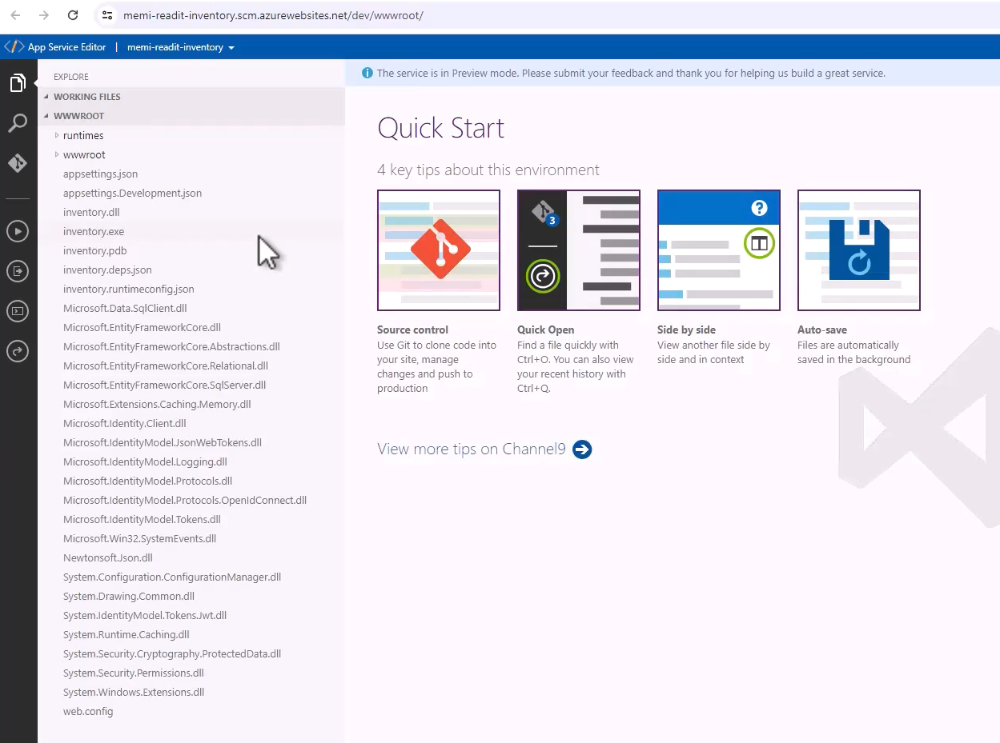 memi-readit-inventory.scm.azurewebsites.net/dev/wwwroot/
App Service Editor | memi-readit-inventory
EXPLORE
WORKING FILES
WWWROOT
runtimes
wwwroot
appsettings.json
appsettings.Development.json
inventory.dll
inventory.exe
inventory.pdb
inventory.deps.json
inventory.runtimeconfig.json
Microsoft.Data.SqlClient.dll
Microsoft.EntityFrameworkCore.dll
Microsoft.EntityFrameworkCore.Abstractions.dll
Microsoft.EntityFrameworkCore.Relational.dll
Microsoft.EntityFrameworkCore.SqlServer.dll
Microsoft.Extensions.Caching.Memory.dll
Microsoft.Identity.Client.dll
Microsoft.IdentityModel.JsonWebTokens.dll
Microsoft.IdentityModel.Logging.dll
Microsoft.IdentityModel.Protocols.dll
Microsoft.IdentityModel.Protocols.OpenIdConnect.dll
Microsoft.IdentityModel.Tokens.dll
Microsoft.Win32.SystemEvents.dll
Newtonsoft.Json.dll
System.Configuration.ConfigurationManager.dll
System.Drawing.Common.dll
System.IdentityModel.Tokens.Jwt.dll
System.Runtime.Caching.dll
System.Security.Cryptography.ProtectedData.dll
System.Security.Permissions.dll
System.Windows.Extensions.dll
web.config
The service is in Preview mode. Please submit your feedback and thank you for helping us build a great service.
Quick Start
4 key tips about this environment
Source control
Use Git to clone code into
your site, manage
changes and push to
production
3
Quick Open
Find a file quickly with
Ctrl+O. You can also view
your recent history with
Ctrl+Q.
?
Side by side
View another file side by
side and in context
Auto-save
Files are automatically
saved in the background
View more tips on Channel9